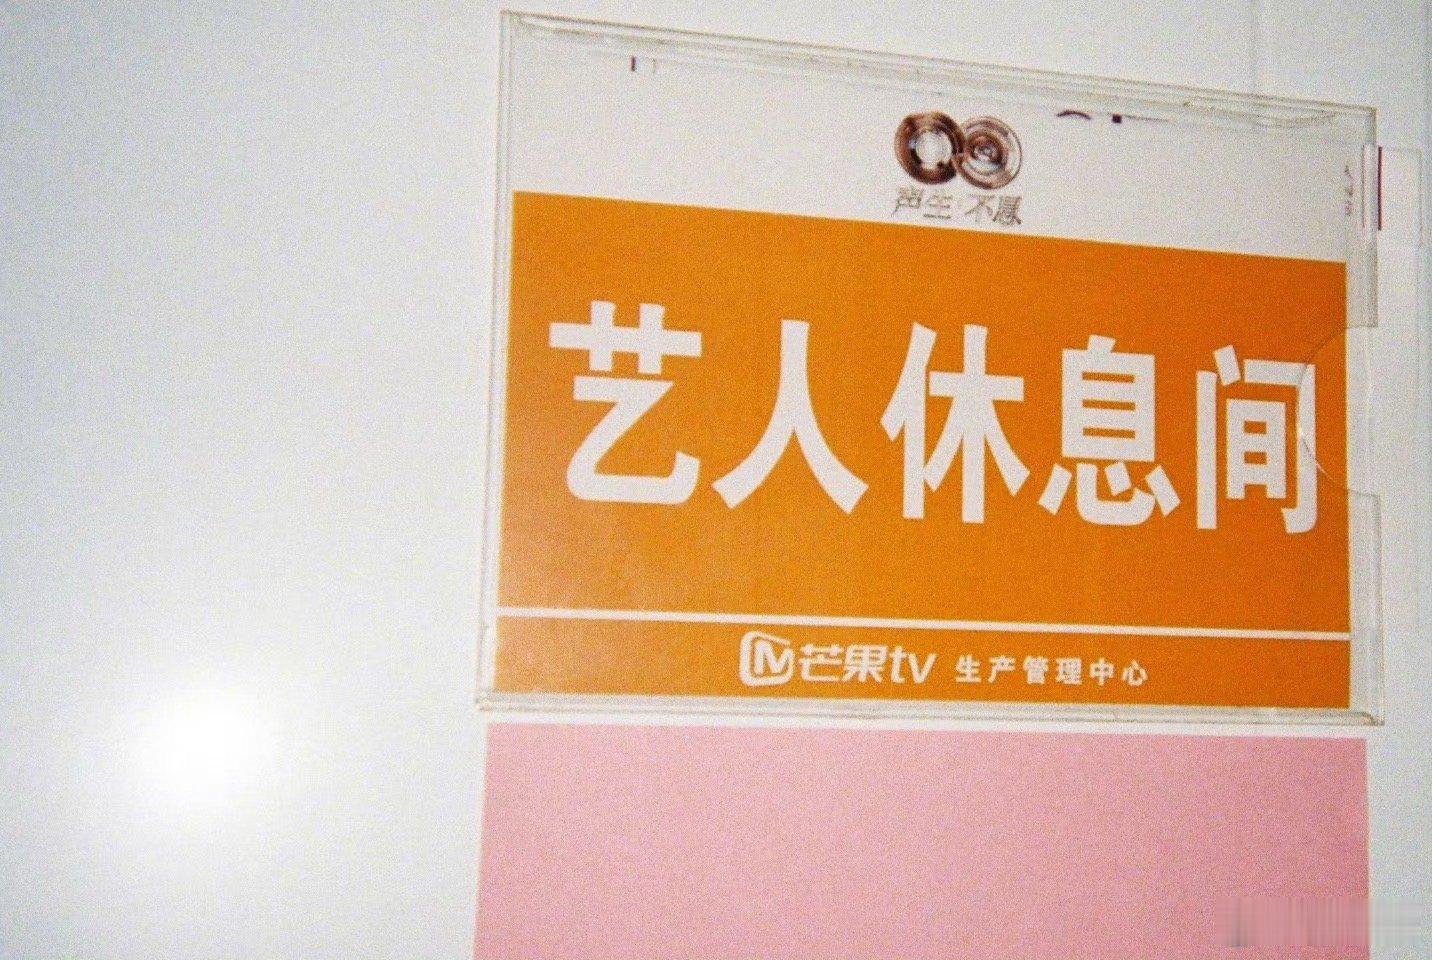 声生不息
艺人休息间
芒果tv 生产管理中心